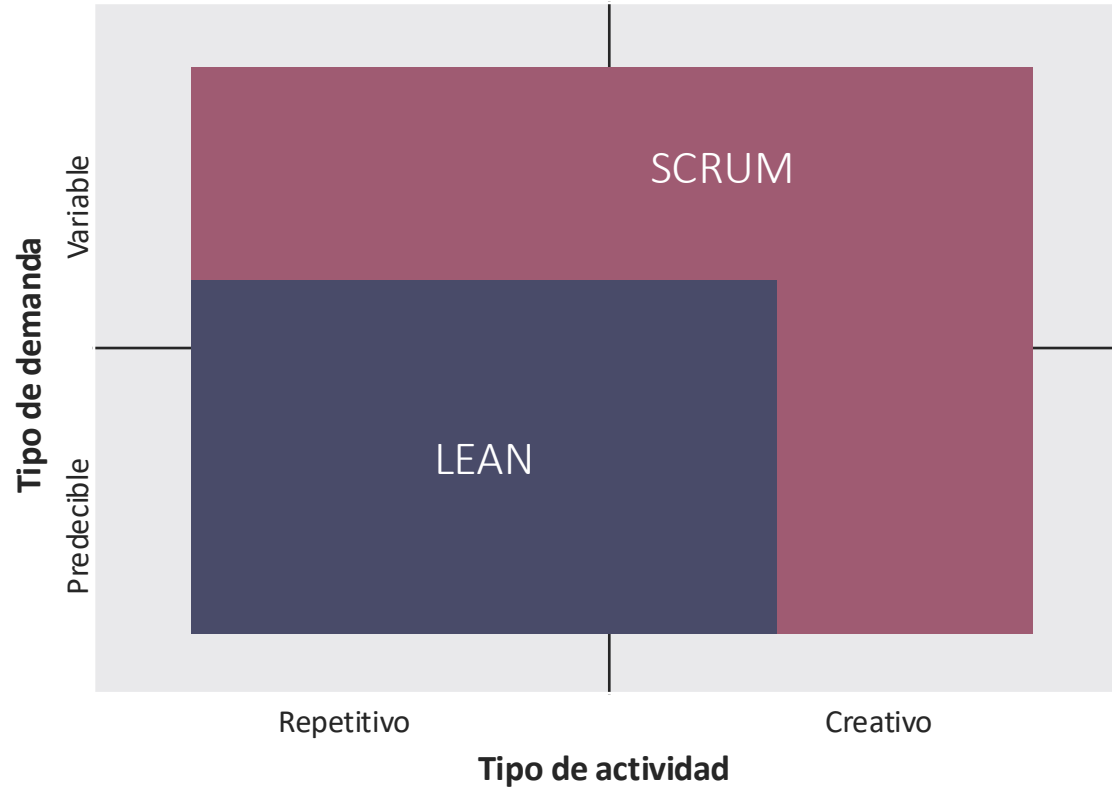 Tipo de demanda
Variable
Predecible
SCRUM
LEAN
Repetitivo
Creativo
Tipo de actividad